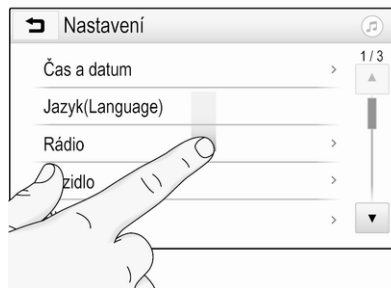 Nastavení
1 / 3
Čas a datum
Jazyk(Language)
Rádio